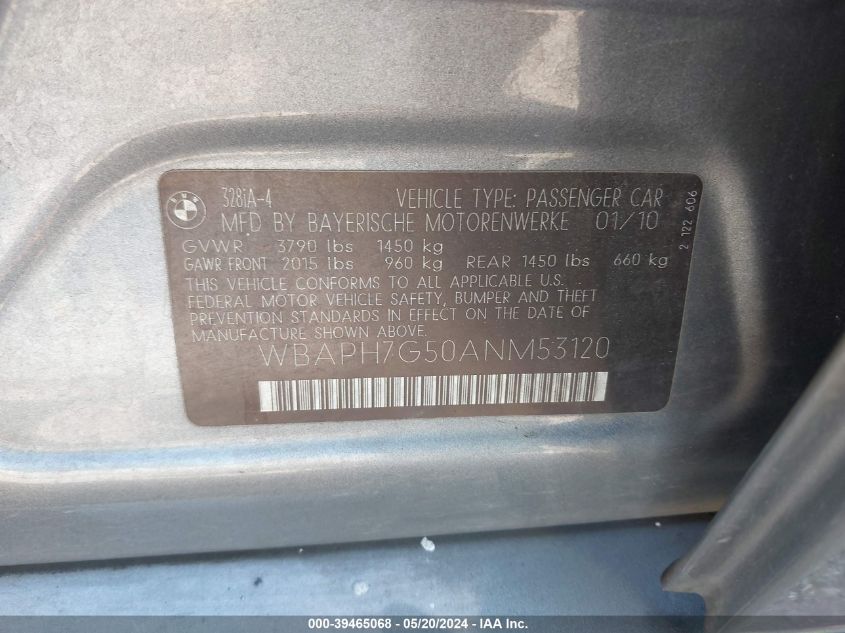 BMW
328iA-4 VEHICLE TYPE: PASSENGER CAR
MFD BY BAYERISCHE MOTORENWERKE 01/10
GVWR 3790 lbs 1450 kg
GAWR FRONT 2015 lbs 960 kg REAR 1450 lbs 660 kg
THIS VEHICLE CONFORMS TO ALL APPLICABLE U.S.
FEDERAL MOTOR VEHICLE SAFETY, BUMPER AND THEFT
PREVENTION STANDARDS IN EFFECT ON THE DATE OF
MANUFACTURE SHOWN ABOVE.
WBAPH7G50ANM53120
2 122 606
000-39465068 - 05/20/2024 - IAA Inc.